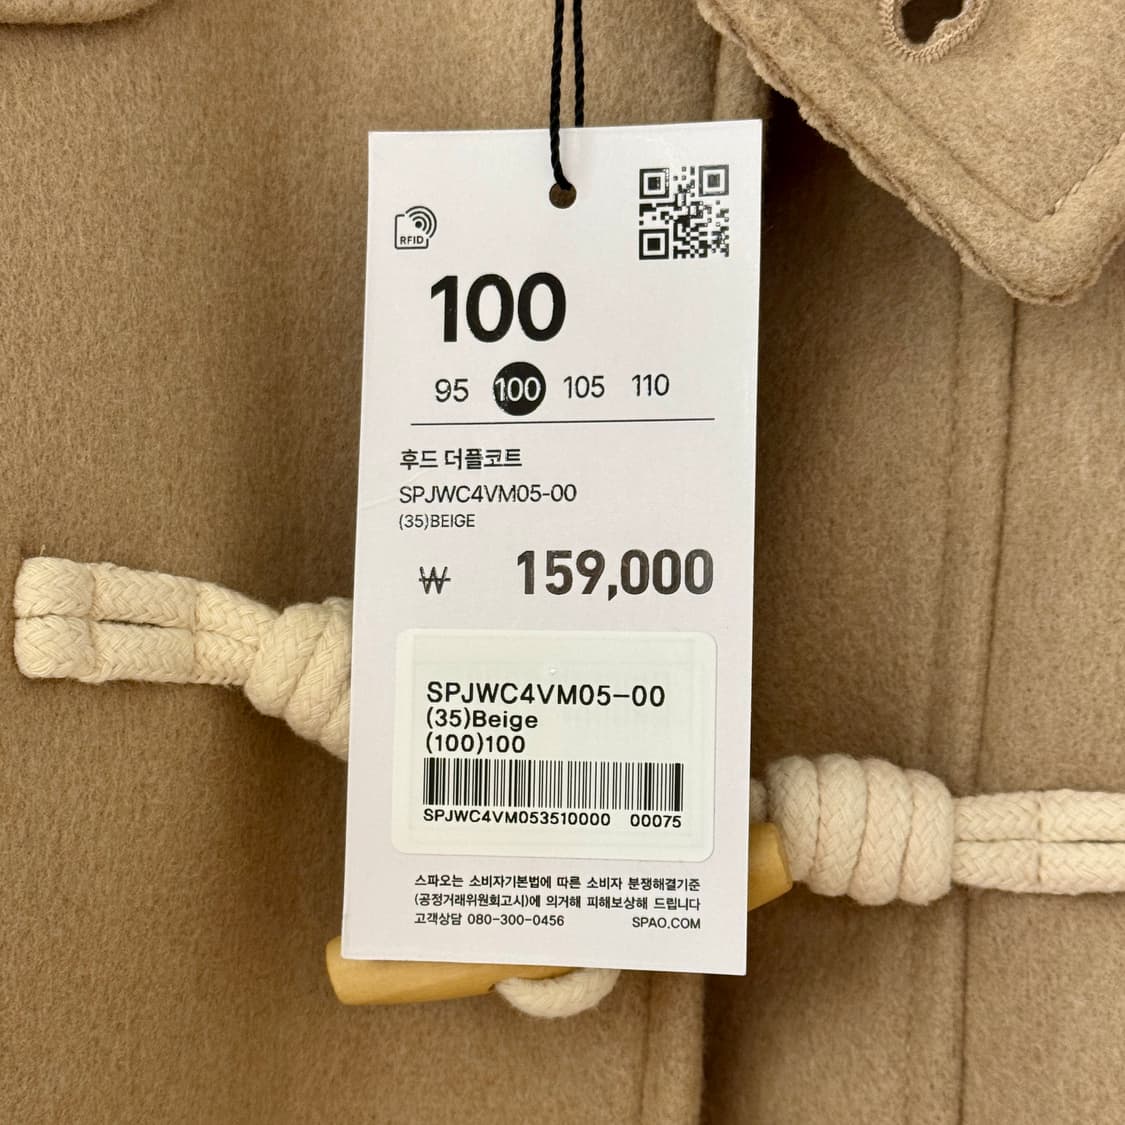 RFID
100
95 100 105 110
후드 더플코트
SPJWC4VM05-00
(35)BEIGE
₩ 159,000
SPJWC4VM05-00
(35)Beige
(100)100
SPJWC4VM053510000 00075
스파오는 소비자기본법에 따른 소비자 분쟁해결기준
(공정거래위원회고시)에 의거해 피해보상해 드립니다
고객상담 080-300-0456 SPAO.COM